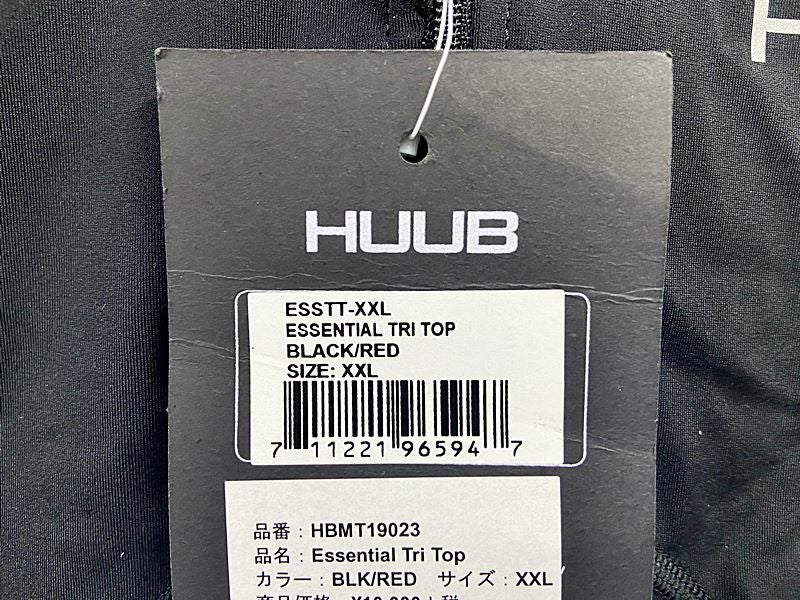 HUUB
ESSTT-XXL
ESSENTIAL TRI TOP
BLACK/RED
SIZE: XXL
7 11221 96594 7
品番：HBMT19023
品名：Essential Tri Top
カラー：BLK/RED サイズ：XXL